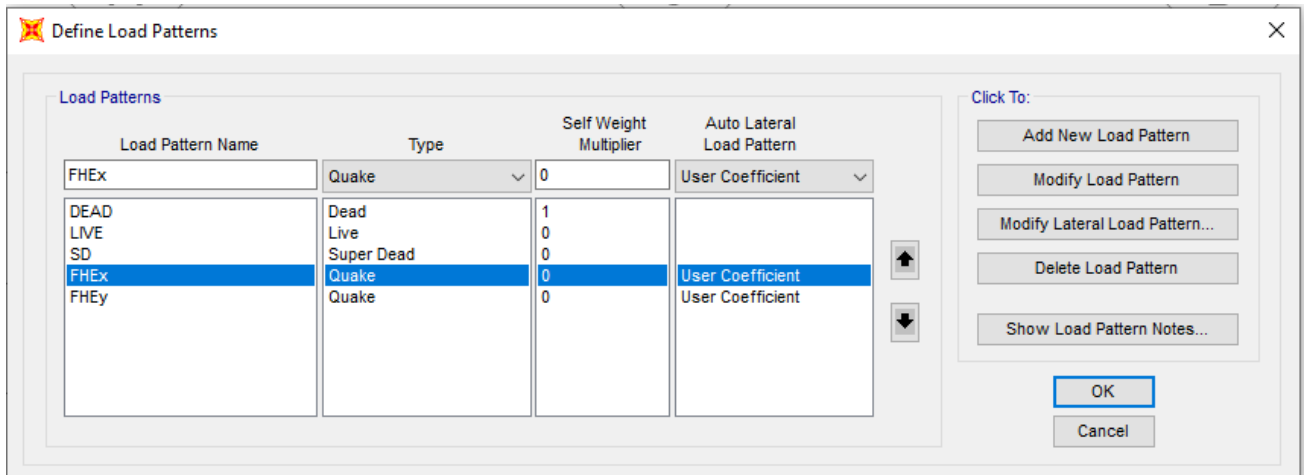 Define Load Patterns
Load Patterns
Click To:
Load Pattern Name
Type
Self Weight
Multiplier
Auto Lateral
Load Pattern
FHEx Quake 0 User Coefficient
DEAD Dead 1
LIVE Live 0
SD Super Dead 0
FHEx Quake 0 User Coefficient
FHEy Quake 0 User Coefficient
Add New Load Pattern
Modify Load Pattern
Modify Lateral Load Pattern...
Delete Load Pattern
Show Load Pattern Notes...
OK
Cancel